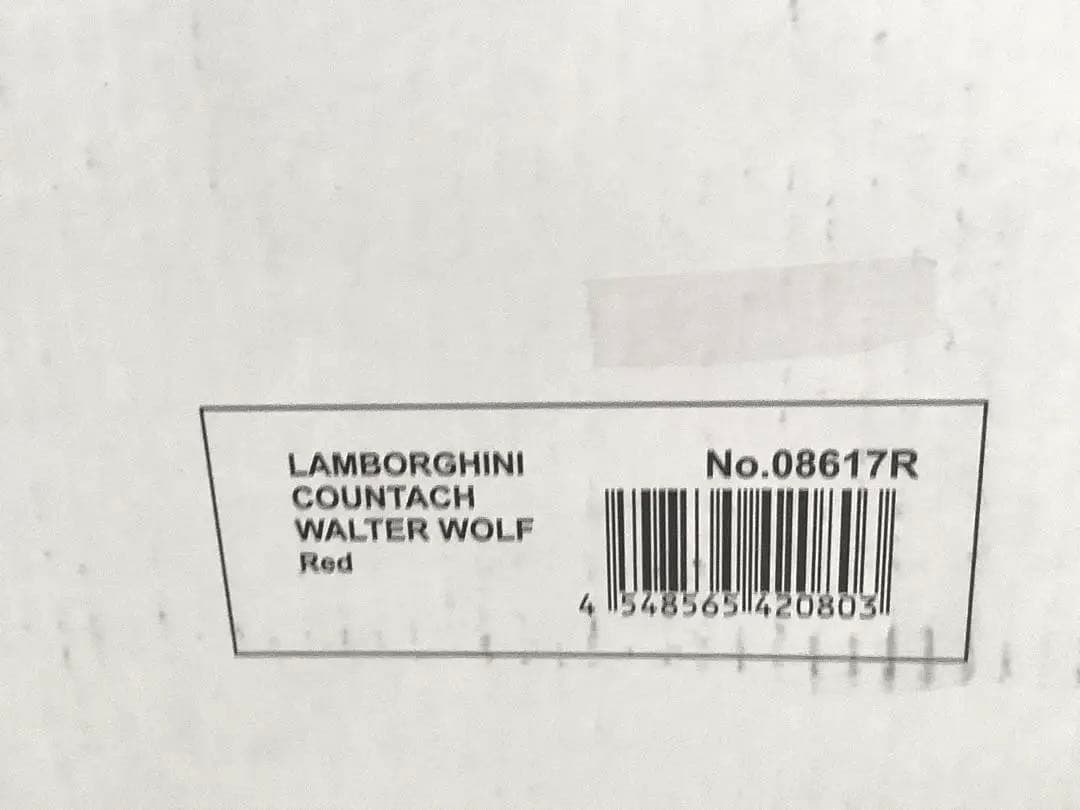 LAMBORGHINI
COUNTACH
WALTER WOLF
Red
No.08617R
4 548565 420803